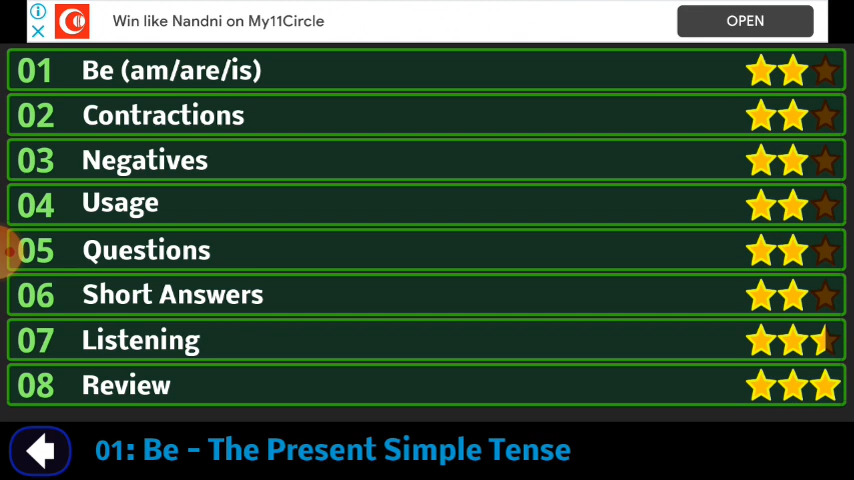 Win like Nandni on My11Circle
OPEN
01 Be (am/are/is)
02 Contractions
03 Negatives
04 Usage
05 Questions
06 Short Answers
07 Listening
08 Review
01: Be - The Present Simple Tense